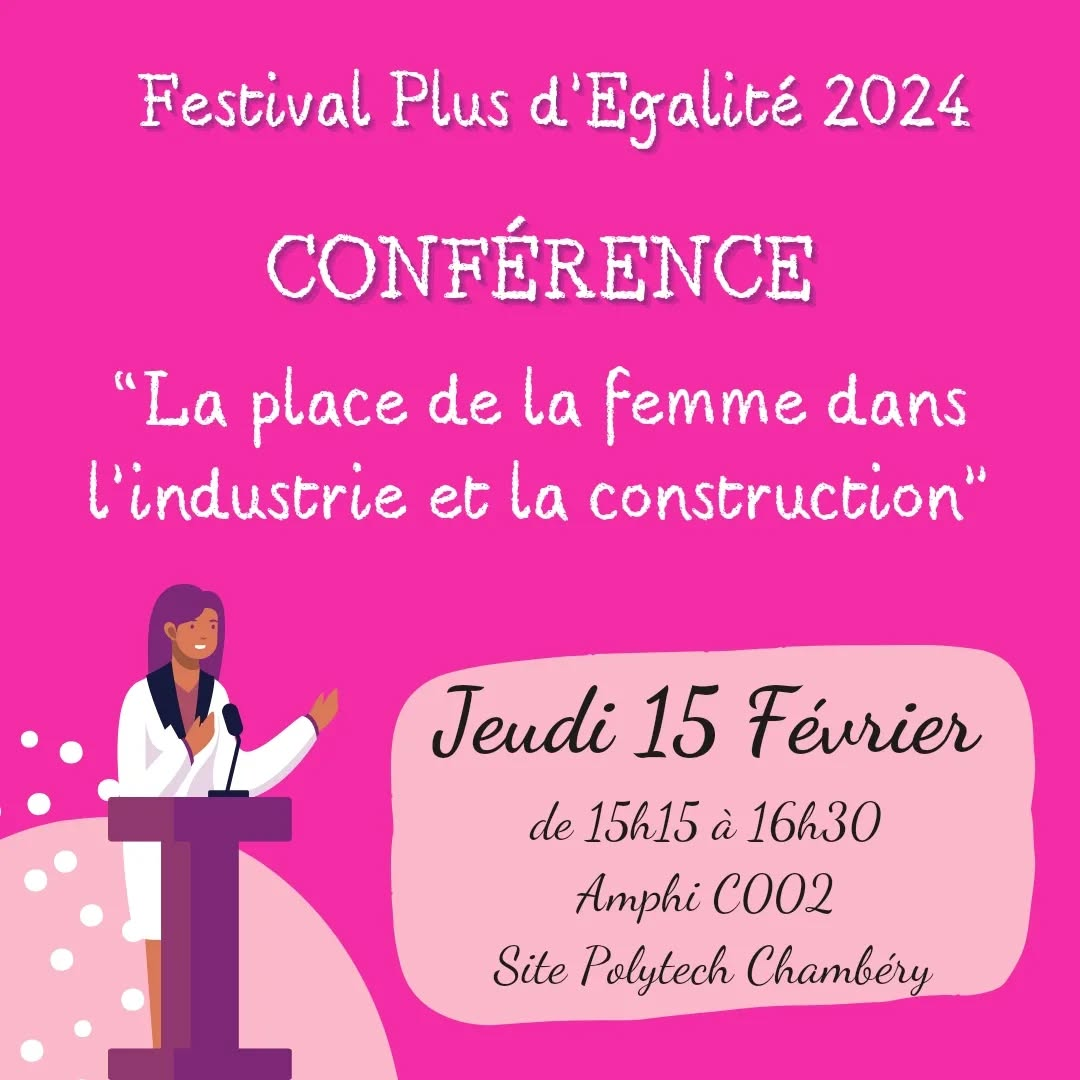 Festival Plus d'Egalité 2024
CONFÉRENCE
“La place de la femme dans
l'industrie et la construction”
Jeudi 15 Février
de 15h15 à 16h30
Amphi C002
Site Polytech Chambéry